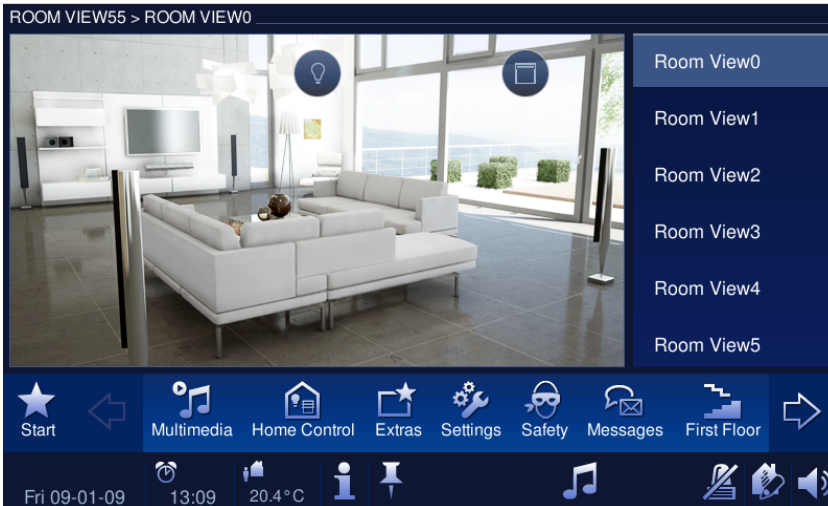 ROOM VIEW55 > ROOM VIEW0
Room View0
Room View1
Room View2
Room View3
Room View4
Room View5
Start
Multimedia
Home Control
Extras
Settings
Safety
Messages
First Floor
Fri 09-01-09
13:09
20.4°C